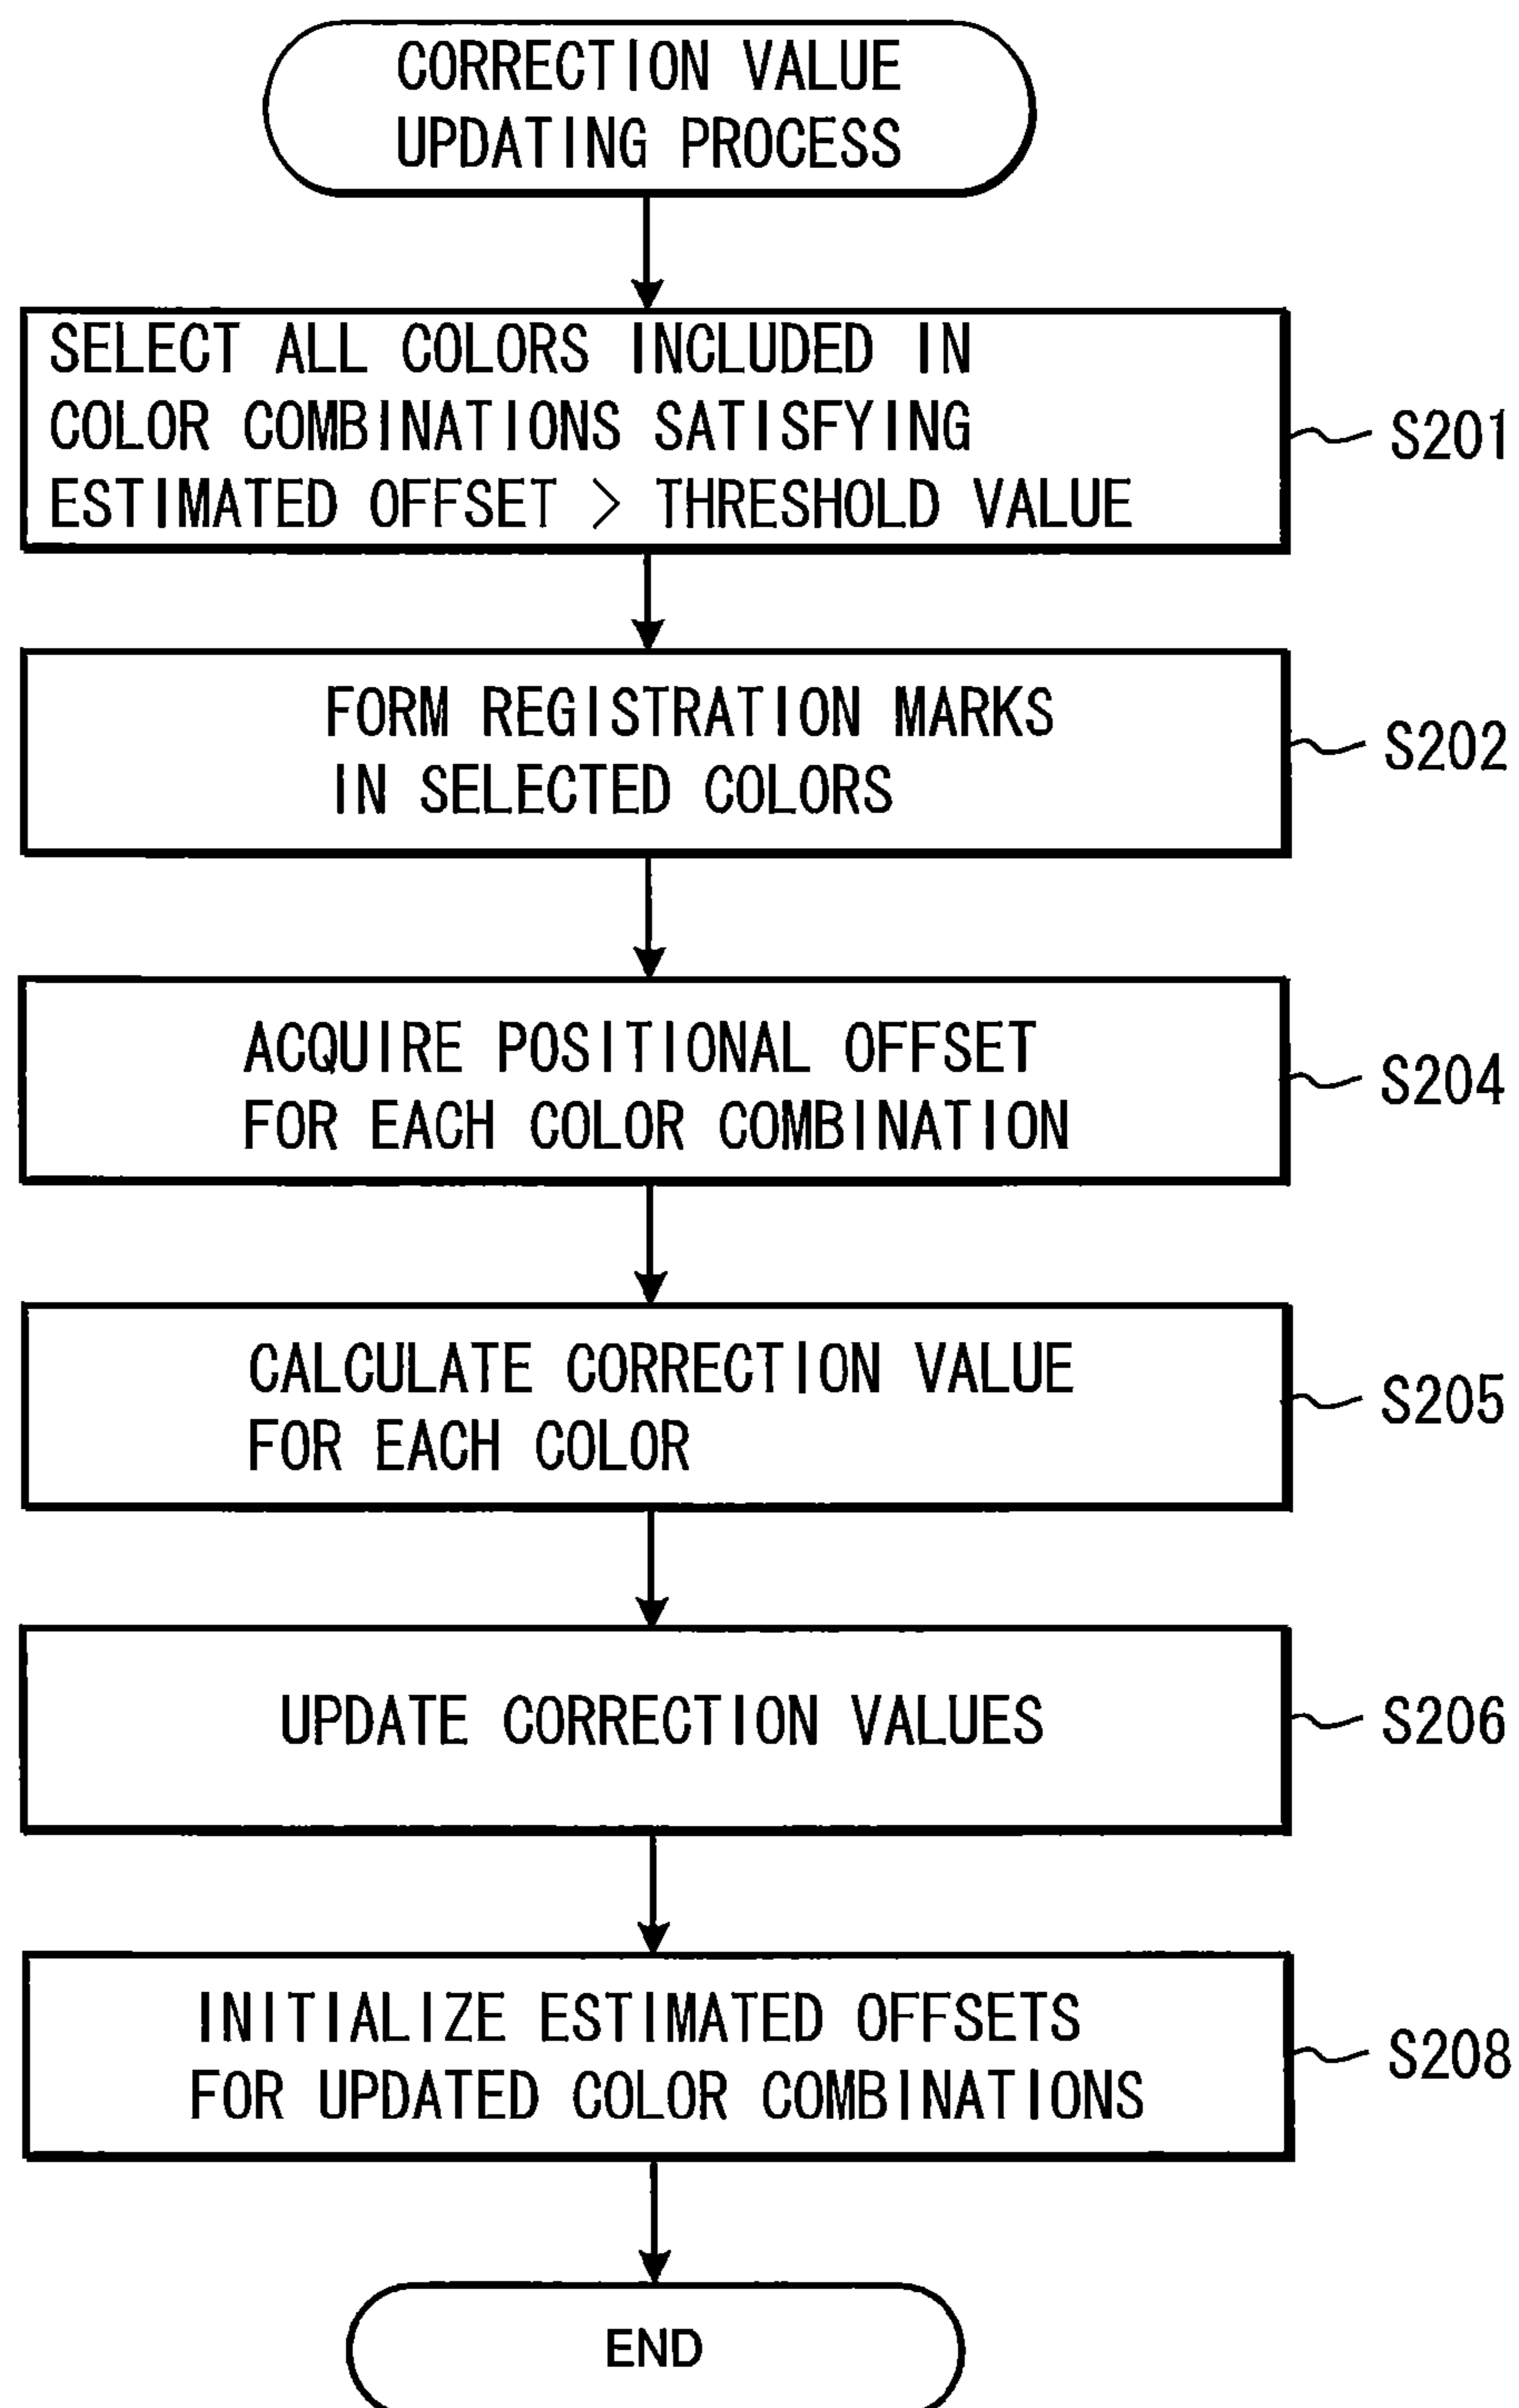 CORRECTION VALUE
UPDATING PROCESS
SELECT ALL COLORS INCLUDED IN
COLOR COMBINATIONS SATISFYING
ESTIMATED OFFSET > THRESHOLD VALUE
S201
FORM REGISTRATION MARKS
IN SELECTED COLORS
S202
ACQUIRE POSITIONAL OFFSET
FOR EACH COLOR COMBINATION
S204
CALCULATE CORRECTION VALUE
FOR EACH COLOR
S205
UPDATE CORRECTION VALUES
S206
INITIALIZE ESTIMATED OFFSETS
FOR UPDATED COLOR COMBINATIONS
S208
END